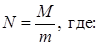 N = M/m, где: